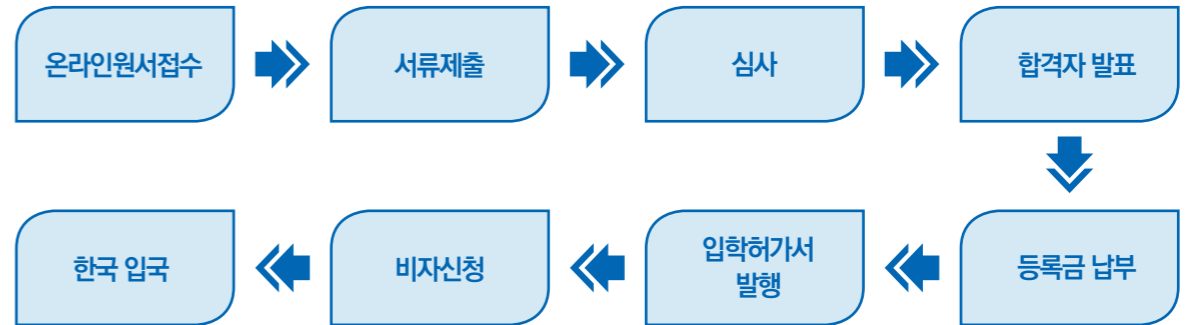 온라인원서접수
서류제출
심사
합격자 발표
등록금 납부
입학허가서
발행
비자신청
한국 입국